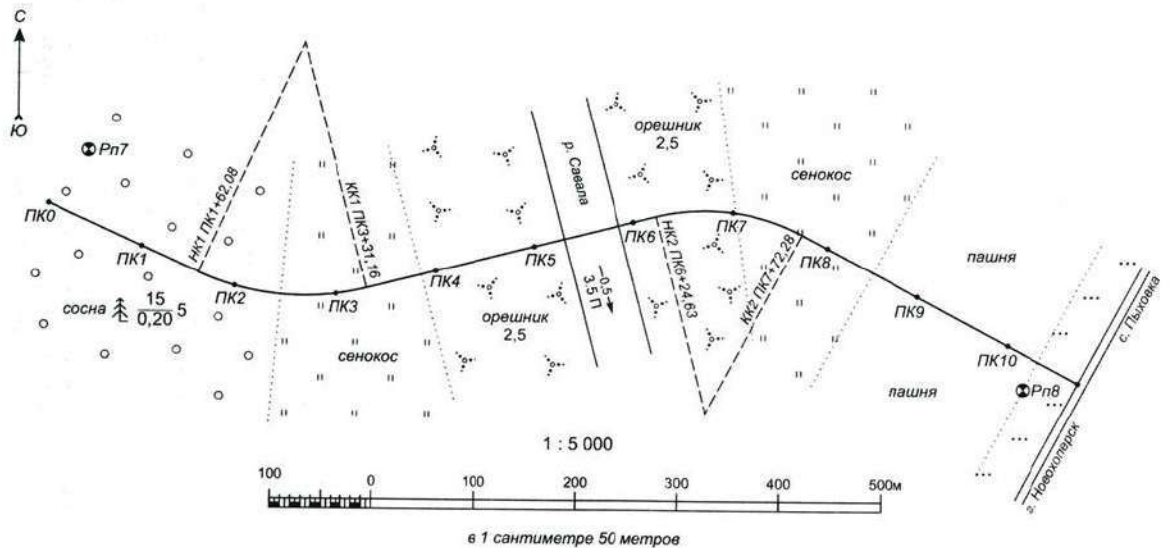 С
Ю
Рп7
ПК0
ПК1
НК1 ПК1+62,08
ПК2
КК1 ПК3+31,16
ПК3
ПК4
сосна 15 5
0,20
сенокос
орешник
2,5
р. Савала
ПК5
0,5
3.5 П
орешник
2,5
ПК6
НК2 ПК6+24,63
ПК7
КК2 ПК7+72,28
ПК8
сенокос
пашня
ПК9
ПК10
пашня
Рп8
с. Пыховка
г. Новохоперск
1 : 5 000
100 0 100 200 300 400 500м
в 1 сантиметре 50 метров